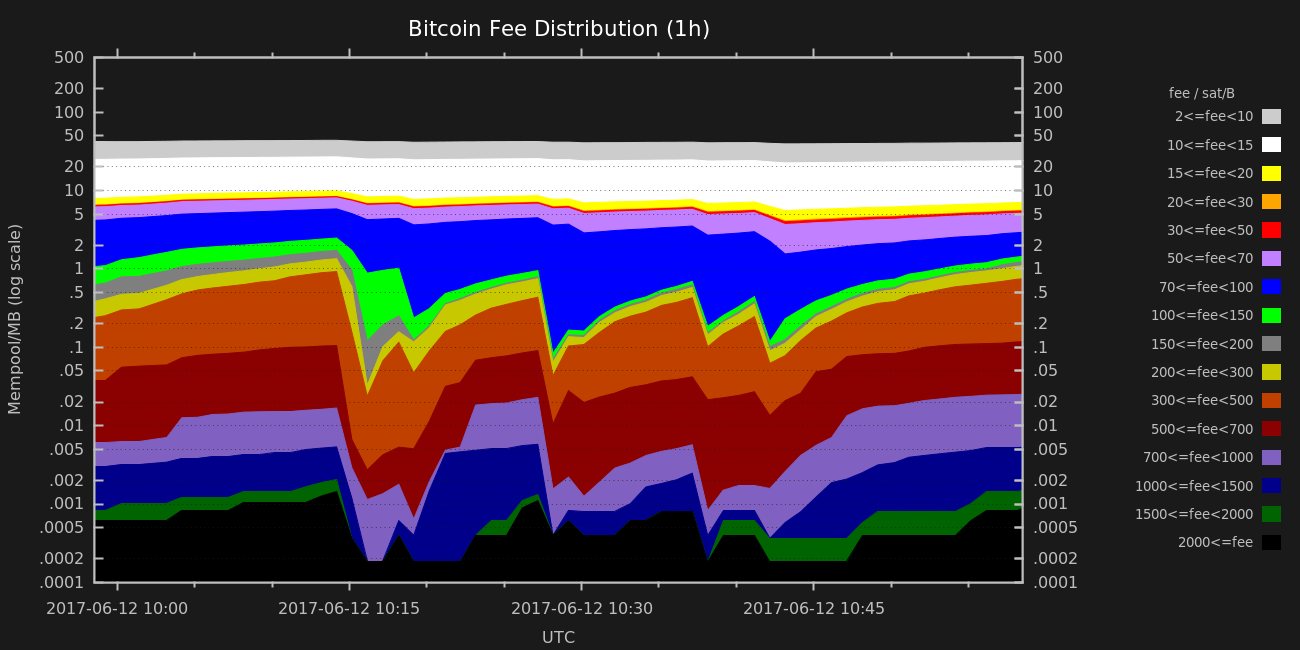 Bitcoin Fee Distribution (1h)
Mempool/MB (log scale)
500
200
100
50
20
10
5
2
1
.5
.2
.1
.05
.02
.01
.005
.002
.001
.0005
.0002
.0001
500
200
100
50
20
10
5
2
1
.5
.2
.1
.05
.02
.01
.005
.002
.001
.0005
.0002
.0001
2017-06-12 10:00
2017-06-12 10:15
2017-06-12 10:30
2017-06-12 10:45
UTC
fee / sat/B
2<=fee<10
10<=fee<15
15<=fee<20
20<=fee<30
30<=fee<50
50<=fee<70
70<=fee<100
100<=fee<150
150<=fee<200
200<=fee<300
300<=fee<500
500<=fee<700
700<=fee<1000
1000<=fee<1500
1500<=fee<2000
2000<=fee